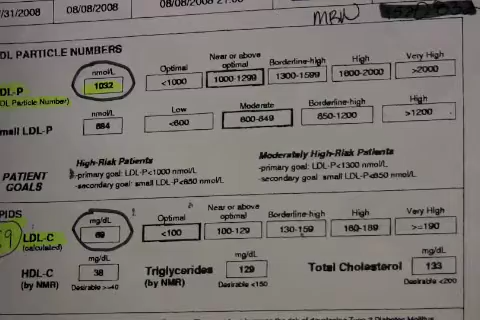 /31/2008 08/08/2008 08/08/2008
MRN
DL PARTICLE NUMBERS
nmol/L Optimal Near or above optimal Borderline-high High Very High
DL-P 1032 <1000 1000-1299 1300-1599 1600-2000 >2000
DL Particle Number)
nmol/L Low Moderate Borderline-high High
mall LDL-P <600 850-1200 >1200
PATIENT GOALS
High-Risk Patients Moderately High-Risk Patients
-primary goal: LDL-P<1000 nmol/L -primary goal: LDL-P<1300 nmol/L
-secondary goal: small LDL-P<850 nmol/L -secondary goal: small LDL-P<850 nmol/L
PIDS
mg/dL Optimal Near or above optimal Borderline-high High Very High
LDL-C 69 <100 100-129 130-159 160-189 >=190
(calculated)
mg/dL mg/dL mg/dL
HDL-C 38 Triglycerides 129 Total Cholesterol 133
(by NMR) Desirable >=40 (by NMR) Desirable <150 Desirable <200